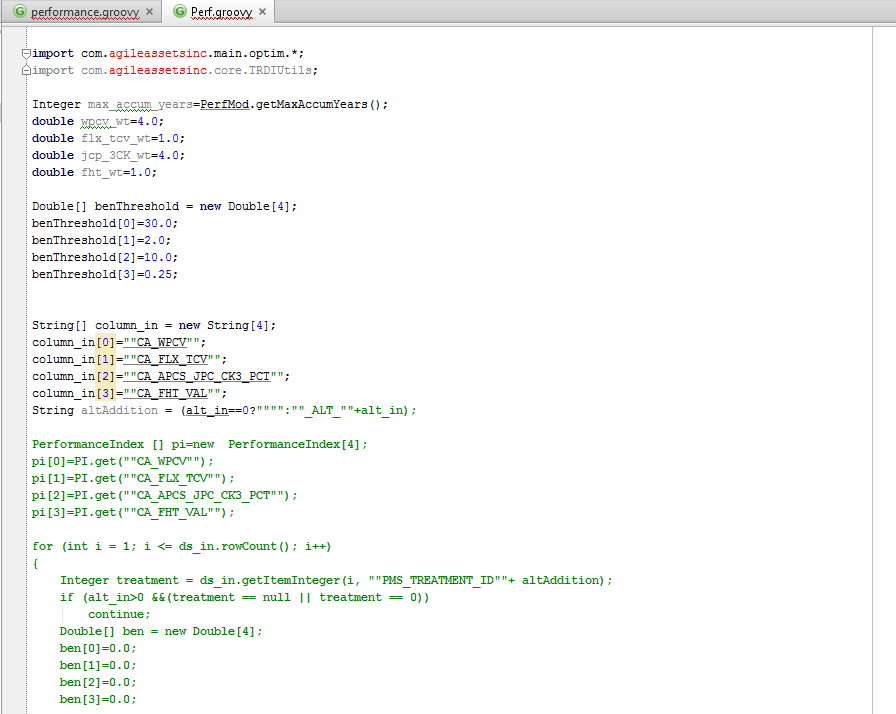 performance.groovy
Perf.groovy
import com.agileassetsinc.main.optim.*;
import com.agileassetsinc.core.TRDIUtils;
Integer max_accum_years=PerfMod.getMaxAccumYears();
double wpcv_wt=4.0;
double flx_tcv_wt=1.0;
double jcp_3CK_wt=4.0;
double fht_wt=1.0;
Double[] benThreshold = new Double[4];
benThreshold[0]=30.0;
benThreshold[1]=2.0;
benThreshold[2]=10.0;
benThreshold[3]=0.25;
String[] column_in = new String[4];
column_in[0]=""CA_WPCV"";
column_in[1]=""CA_FLX_TCV"";
column_in[2]=""CA_APCS_JPC_CK3_PCT"";
column_in[3]=""CA_FHT_VAL"";
String altAddition = (alt_in==0?"""":""_ALT_""+alt_in);
PerformanceIndex [] pi=new  PerformanceIndex[4];
pi[0]=PI.get(""CA_WPCV"");
pi[1]=PI.get(""CA_FLX_TCV"");
pi[2]=PI.get(""CA_APCS_JPC_CK3_PCT"");
pi[3]=PI.get(""CA_FHT_VAL"");
for (int i = 1; i <= ds_in.rowCount(); i++)
{
    Integer treatment = ds_in.getItemInteger(i, ""PMS_TREATMENT_ID""+ altAddition);
    if (alt_in>0 &&(treatment == null || treatment == 0))
        continue;
    Double[] ben = new Double[4];
    ben[0]=0.0;
    ben[1]=0.0;
    ben[2]=0.0;
    ben[3]=0.0;